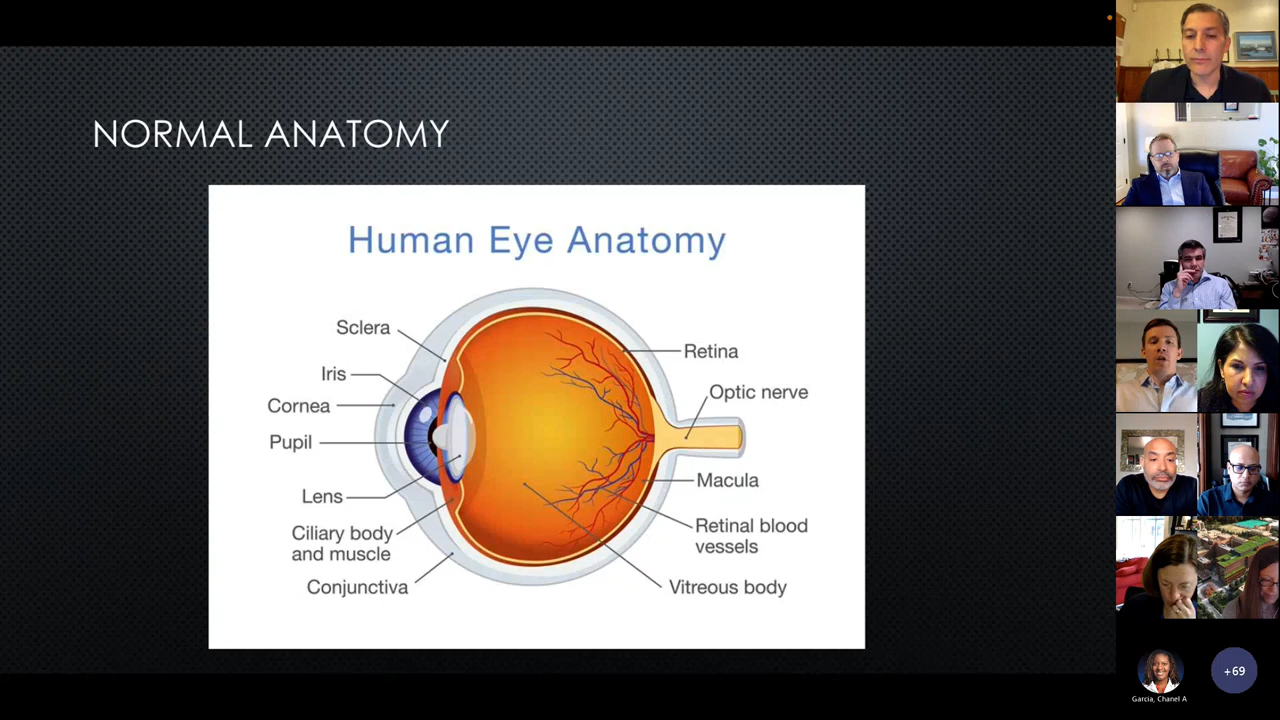 NORMAL ANATOMY
Human Eye Anatomy
Sclera
Iris
Cornea
Pupil
Lens
Ciliary body
and muscle
Conjunctiva
Retina
Optic nerve
Macula
Retinal blood
vessels
Vitreous body
Garcia, Chanel A
+69